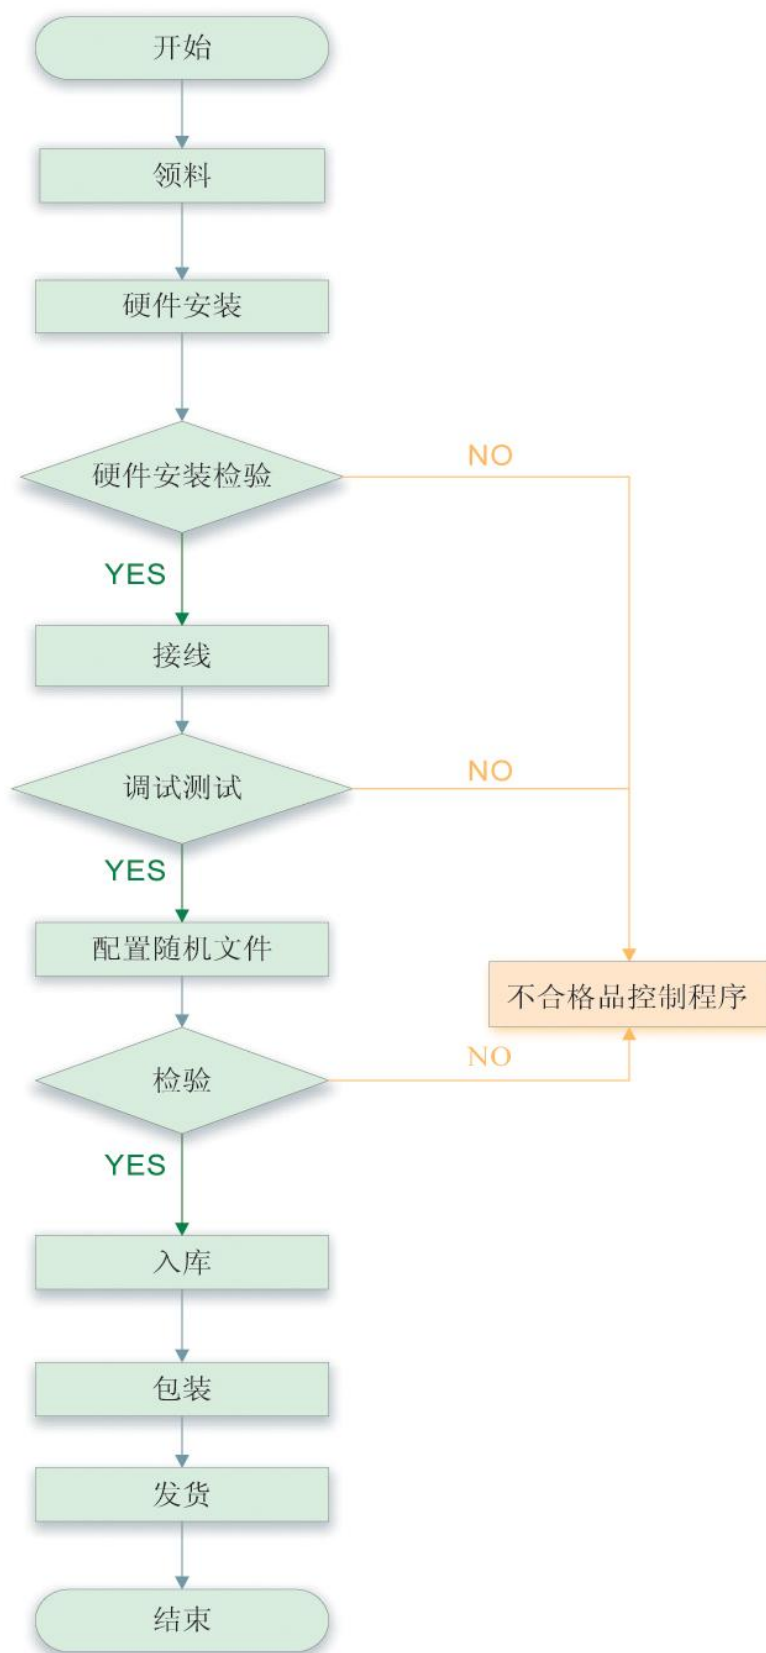 开始
领料
硬件安装
硬件安装检验
NO
YES
接线
调试测试
NO
YES
配置随机文件
不合格品控制程序
检验
NO
YES
入库
包装
发货
结束